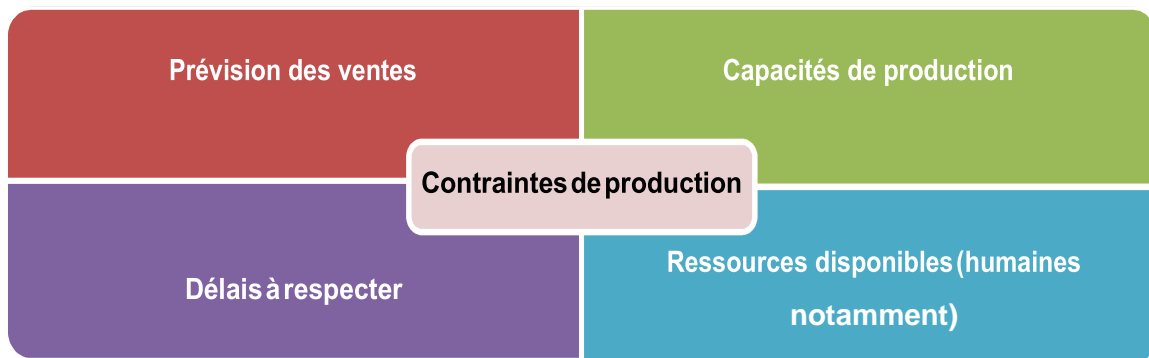 Prévision des ventes
Capacités de production
Contraintes de production
Délais à respecter
Ressources disponibles (humaines
notamment)